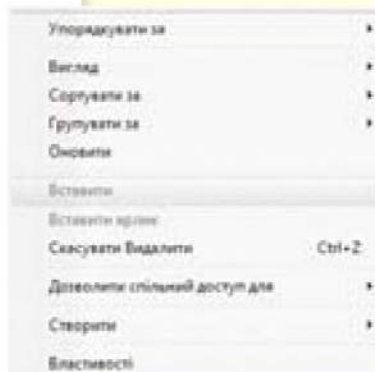 Упорядкувати за
Вигляд
Сортувати за
Групувати за
Оновити
Вставити
Вставити ярлик
Скасувати Видалити Ctrl+Z
Дозволити спільний доступ для
Створити
Властивості